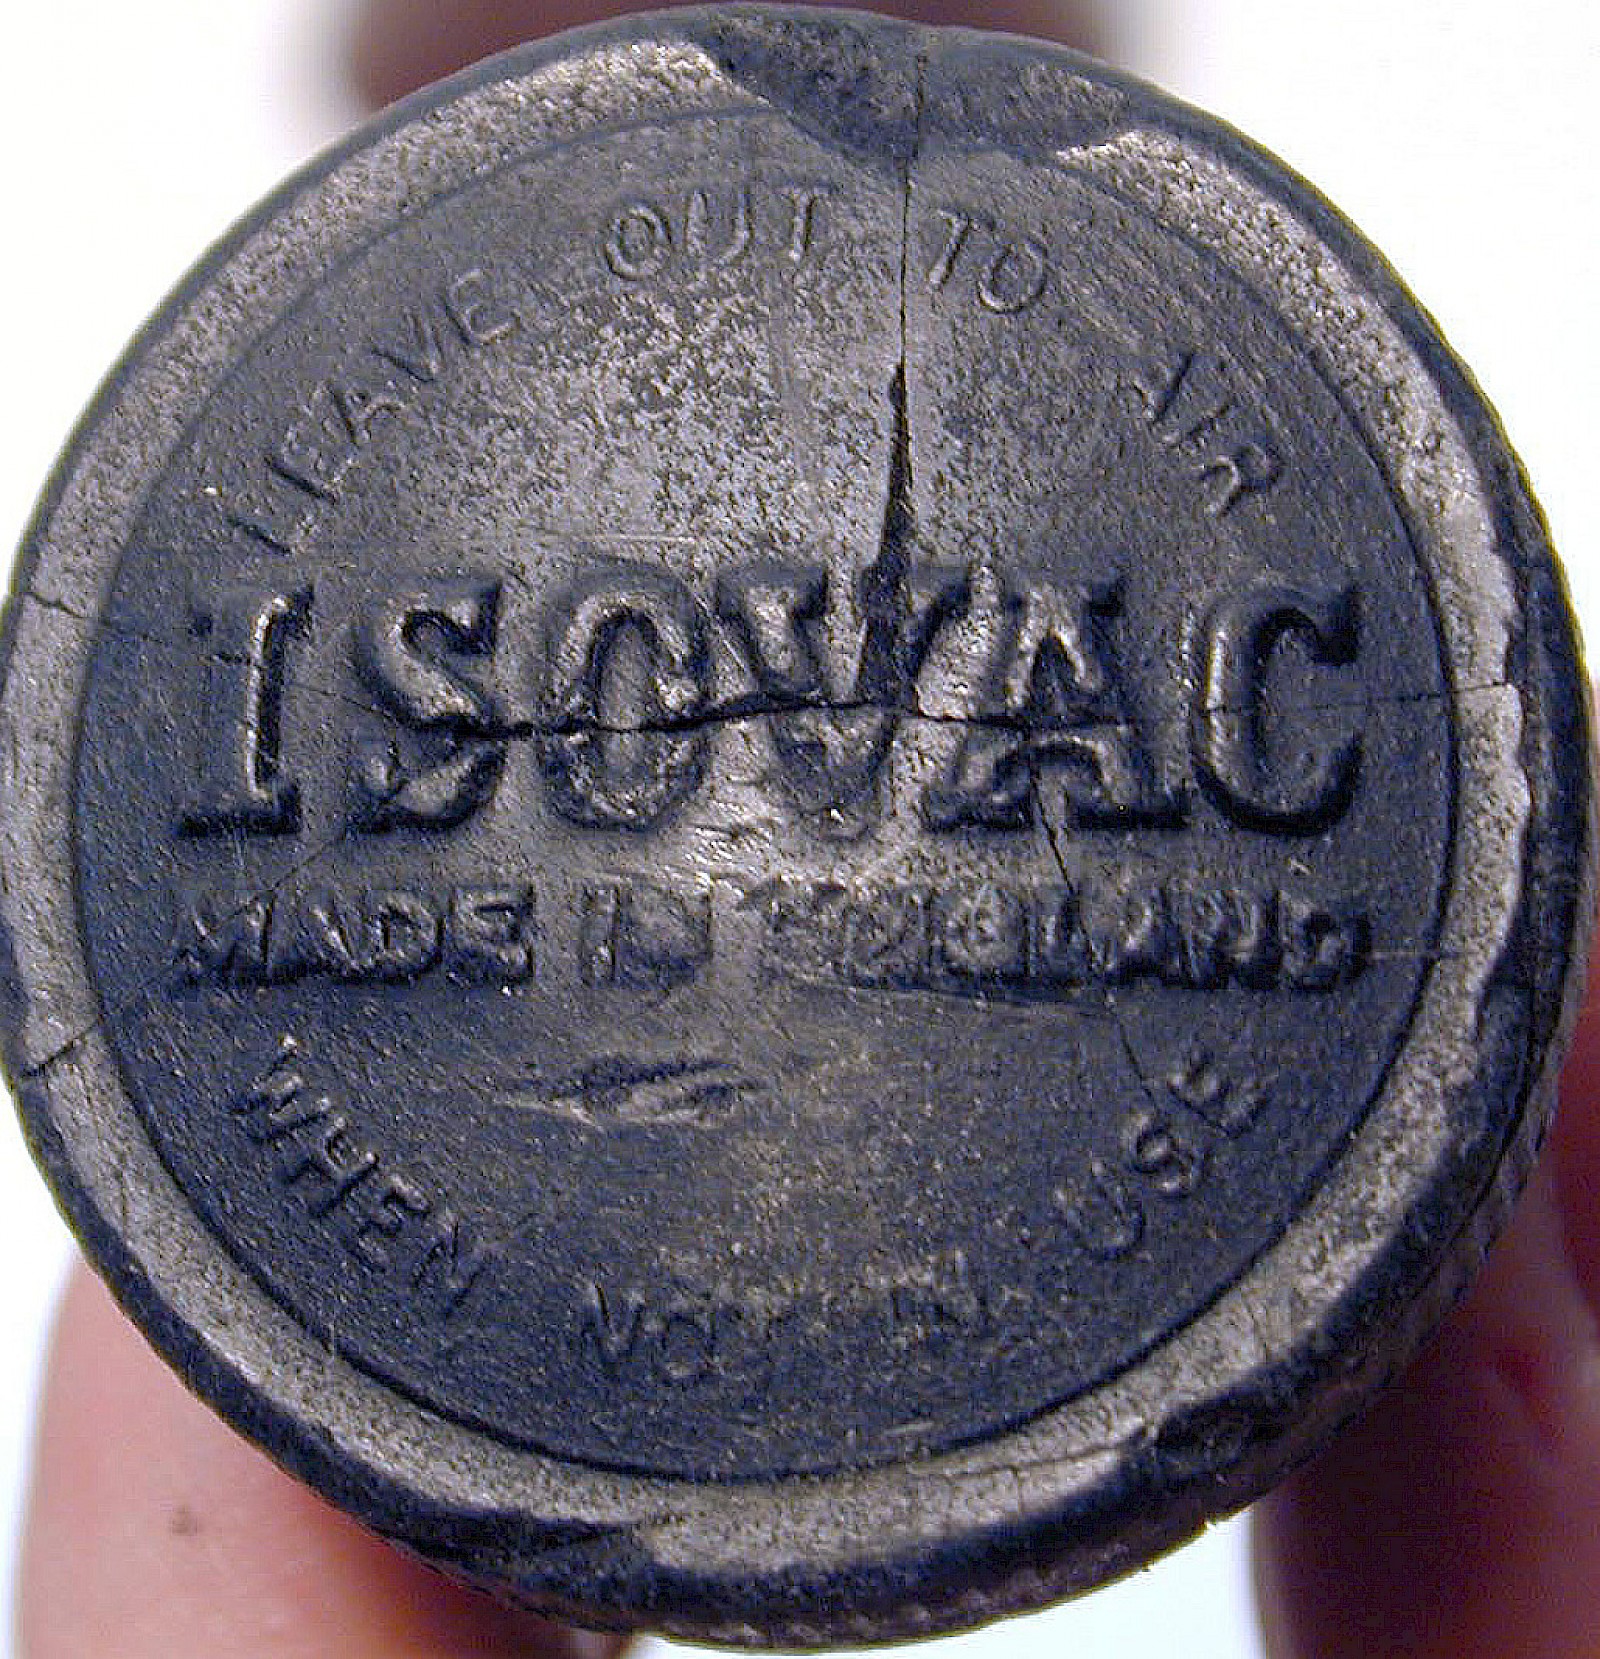 LEAVE OUT TO AIR
ISOVAC
MADE IN ENGLAND
WHEN NOT IN USE